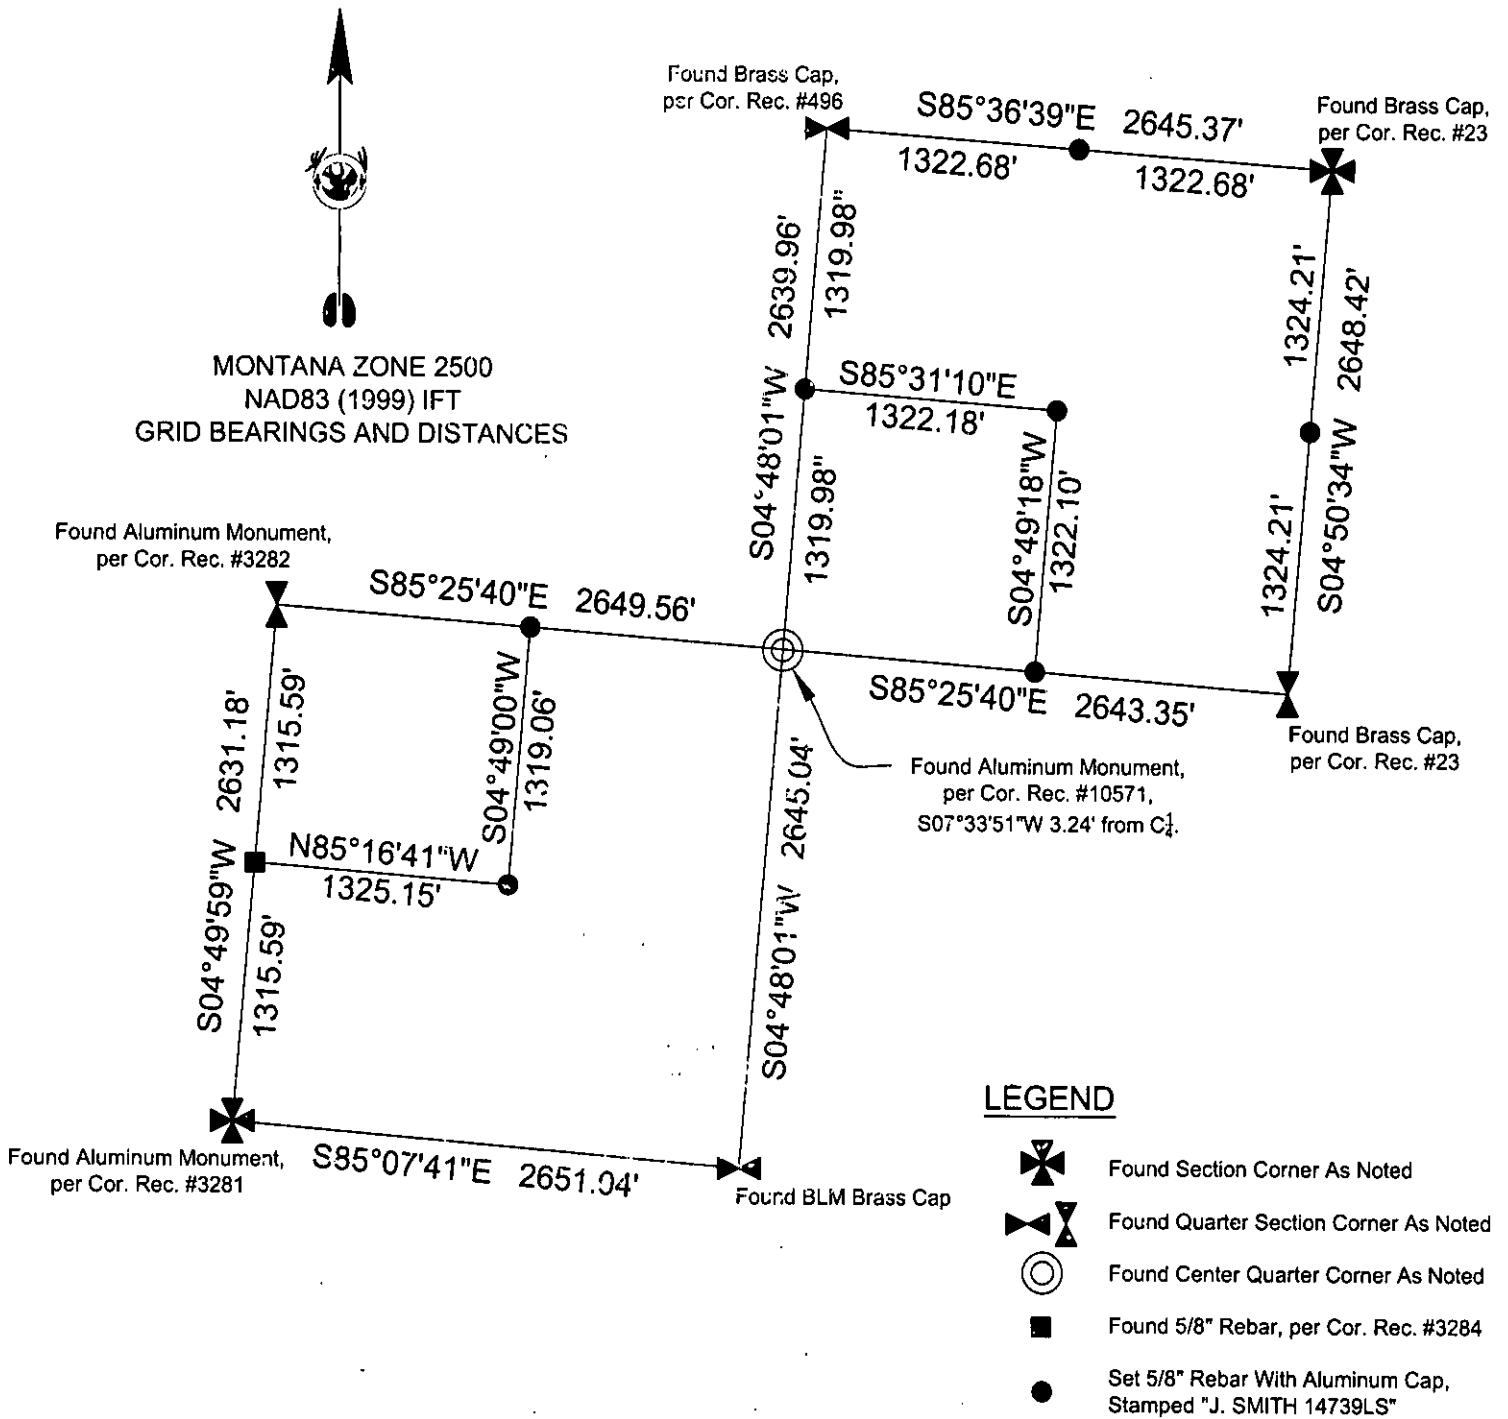 Found Brass Cap,
per Cor. Rec. #496
S85°36'39"E 2645.37'
1322.68'
1322.68'
Found Brass Cap,
per Cor. Rec. #23
MONTANA ZONE 2500
NAD83 (1999) IFT
GRID BEARINGS AND DISTANCES
S04°48'01"W 2639.96'
1319.98"
1319.98"
S85°31'10"E
1322.18'
S04°49'18"W
1322.10'
1324.21'
1324.21'
S04°50'34"W 2648.42'
Found Aluminum Monument,
per Cor. Rec. #3282
S85°25'40"E 2649.56'
S85°25'40"E 2643.35'
Found Brass Cap,
per Cor. Rec. #23
Found Aluminum Monument,
per Cor. Rec. #10571,
S07°33'51"W 3.24' from C¼.
S04°49'59"W 2631.18'
1315.59'
1315.59'
S04°49'00"W
1319.06'
N85°16'41"W
1325.15'
S04°48'01"W 2645.04'
Found Aluminum Monument,
per Cor. Rec. #3281
S85°07'41"E 2651.04'
Found BLM Brass Cap
LEGEND
Found Section Corner As Noted
Found Quarter Section Corner As Noted
Found Center Quarter Corner As Noted
Found 5/8" Rebar, per Cor. Rec. #3284
Set 5/8" Rebar With Aluminum Cap,
Stamped "J. SMITH 14739LS"